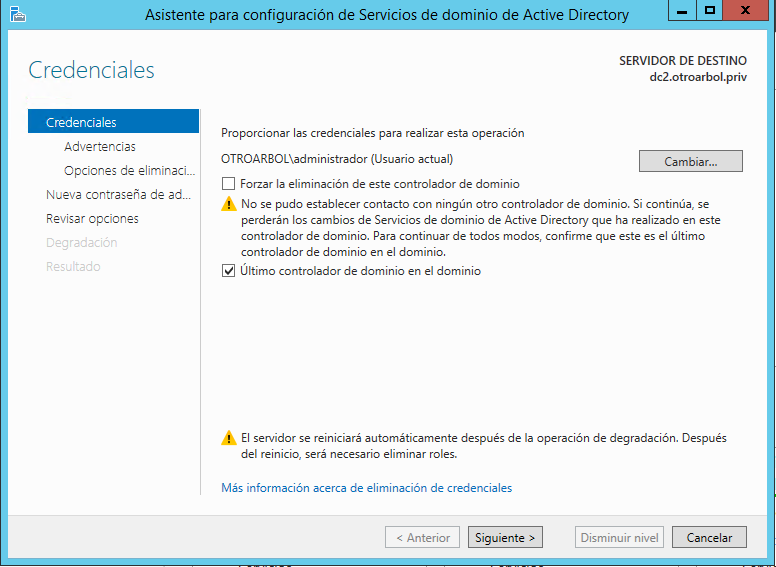 Asistente para configuración de Servicios de dominio de Active Directory
Credenciales
SERVIDOR DE DESTINO
dc2.otroarbol.priv
Credenciales
Advertencias
Opciones de eliminaci...
Nueva contraseña de ad...
Revisar opciones
Degradación
Resultado
Proporcionar las credenciales para realizar esta operación
OTROARBOL\administrador (Usuario actual)
Cambiar...
Forzar la eliminación de este controlador de dominio
No se pudo establecer contacto con ningún otro controlador de dominio. Si continúa, se
perderán los cambios de Servicios de dominio de Active Directory que ha realizado en este
controlador de dominio. Para continuar de todos modos, confirme que este es el último
controlador de dominio en el dominio.
Último controlador de dominio en el dominio
El servidor se reiniciará automáticamente después de la operación de degradación. Después
del reinicio, será necesario eliminar roles.
Más información acerca de eliminación de credenciales
< Anterior
Siguiente >
Disminuir nivel
Cancelar